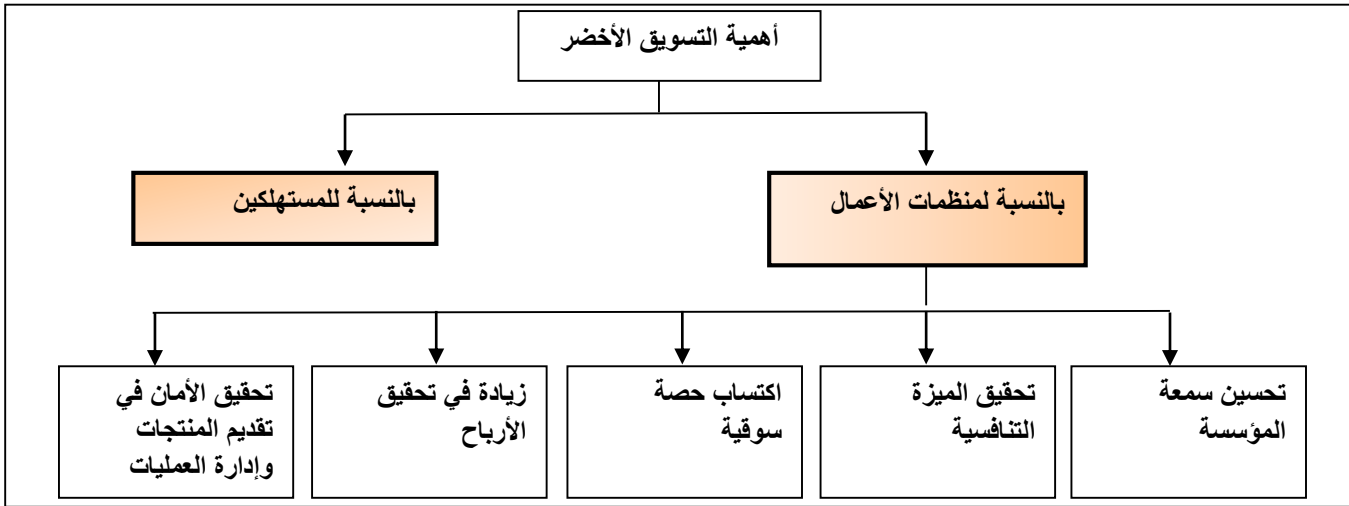 أهمية التسويق الأخضر
بالنسبة لمنظمات الأعمال
بالنسبة للمستهلكين
تحسين سمعة
المؤسسة
تحقيق الميزة
التنافسية
اكتساب حصة
سوقية
زيادة في تحقيق
الأرباح
تحقيق الأمان في
تقديم المنتجات
وإدارة العمليات